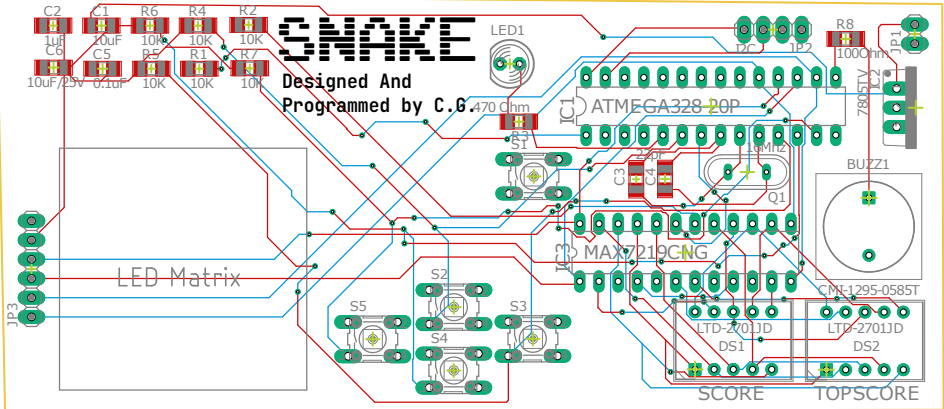 C2 C1 R6 R4 R2
1uF 10uF 10K 10K 10K
C6 C5 R5 R1 R7
10uF/25V 0.1uF 10K 10K 10K
SNAKE
Designed And
Programmed by C.G.
LED1
470 Ohm
R3
I2C JP2
R8
100Ohm
JP1
IC2
7805TV
IC1 ATMEGA328-20P
S1
22pF
C3 C4
16MHz
Q1
BUZZ1
CMI-1295-0585T
IC3 MAX7219CNG
LED Matrix
JP3
S2
S5 S3
S4
LTD-2701JD
DS1
SCORE
LTD-2701JD
DS2
TOPSCORE